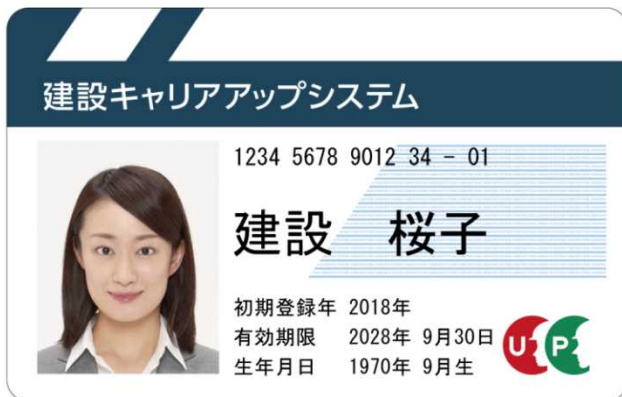 建設キャリアアップシステム
1234 5678 9012 34 - 01
建設 桜子
初期登録年 2018年
有効期限 2028年 9月30日
生年月日 1970年 9月生
UP